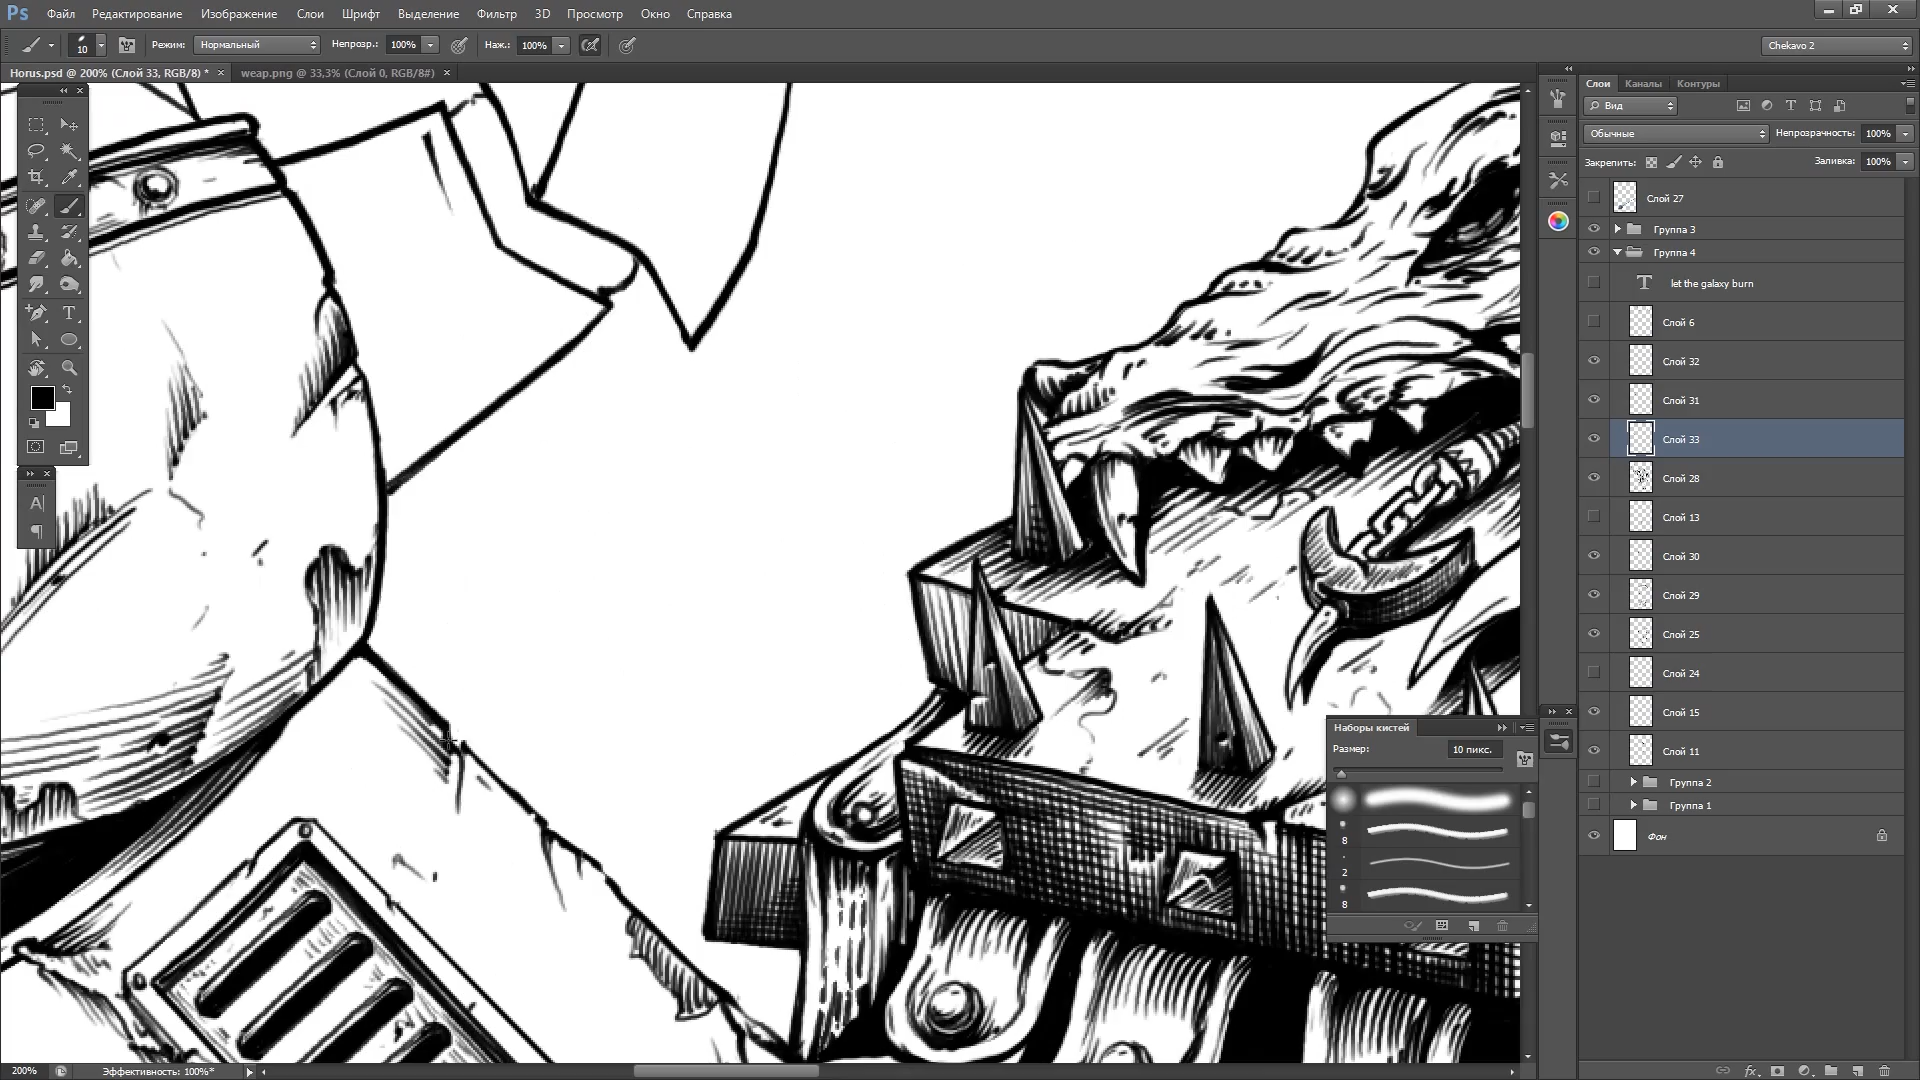 Ps Файл Редактирование Изображение Слои Шрифт Выделение Фильтр 3D Просмотр Окно Справка
10 Режим: Нормальный Непрозр.: 100% Наж.: 100% Chekavo 2
Horus.psd @ 200% (Слой 33, RGB/8) * × weap.png @ 33,3% (Слой 0, RGB/8#) ×
Слои Каналы Контуры
Вид
Обычные Непрозрачность: 100%
Закрепить: Заливка: 100%
Слой 27
Группа 3
Группа 4
T let the galaxy burn
Слой 6
Слой 32
Слой 31
Слой 33
Слой 28
Слой 13
Слой 30
Слой 29
Слой 25
Слой 24
Слой 15
Слой 11
Группа 2
Группа 1
Фон
Наборы кистей
Размер: 10 пикс.
8
2
8
200% Эффективность: 100%*